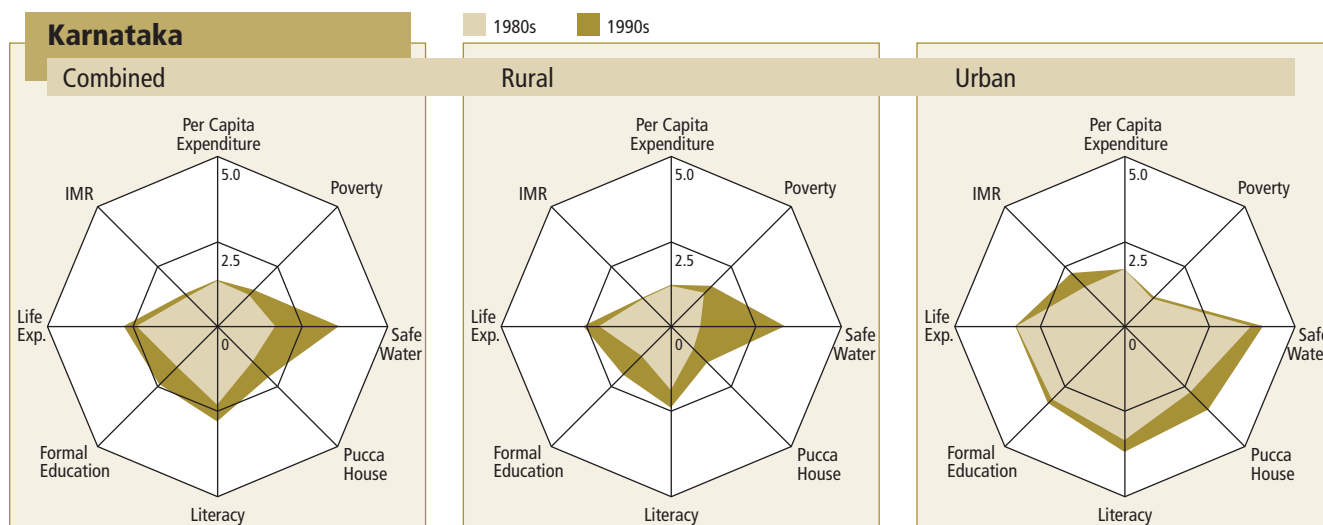 Karnataka
1980s
1990s
Combined
Rural
Urban
Per Capita
Expenditure
5.0
IMR
Poverty
2.5
Life
Exp.
0
Safe
Water
Formal
Education
Pucca
House
Literacy
Per Capita
Expenditure
5.0
IMR
Poverty
2.5
Life
Exp.
0
Safe
Water
Formal
Education
Pucca
House
Literacy
Per Capita
Expenditure
5.0
IMR
Poverty
2.5
Life
Exp.
0
Safe
Water
Formal
Education
Pucca
House
Literacy